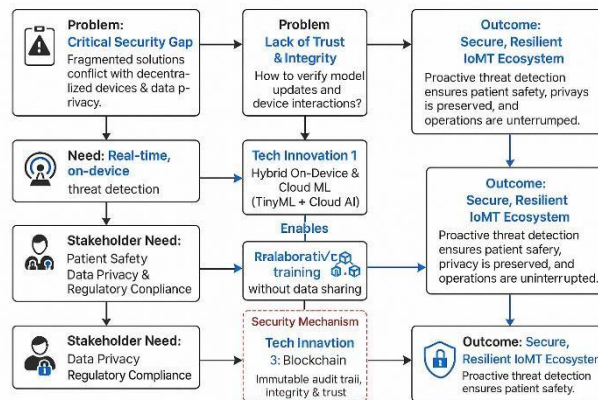 Problem:
Critical Security Gap
Fragmented solutions
conflict with decentra-
lized devices & data p-
rivacy.
Problem
Lack of Trust
& Integrity
How to verify model
updates and
device interactions?
Outcome:
Secure, Resilient
IoMT Ecosystem
Proactive threat detection
ensures patient safety, privays
is preserved, and
operations are unterrumped.
Need: Real-time,
on-device
threat detection
Tech Innovation 1
Hybrid On-Device &
Cloud ML
(TinyML + Cloud AI)
Enables
Outcome:
Secure, Resilient
IoMT Ecosystem
Proactive threat detection
ensures patient safery,
privacy is preserved, and
operations are uninterrupted.
Stakeholder Need:
Patient Safety
Data Privacy &
Regulatory Compliance
training
without data sharing
Stakeholder Need:
Data Privacy
Regulatory Compliance
Security Mechanism
Tech Innavtion
3: Blockchain
Immutable audit trail,
integrity & trust
Outcome: Secure,
Resilient IoMT Ecosysten
Proactive threat detection
ensures patient safety.